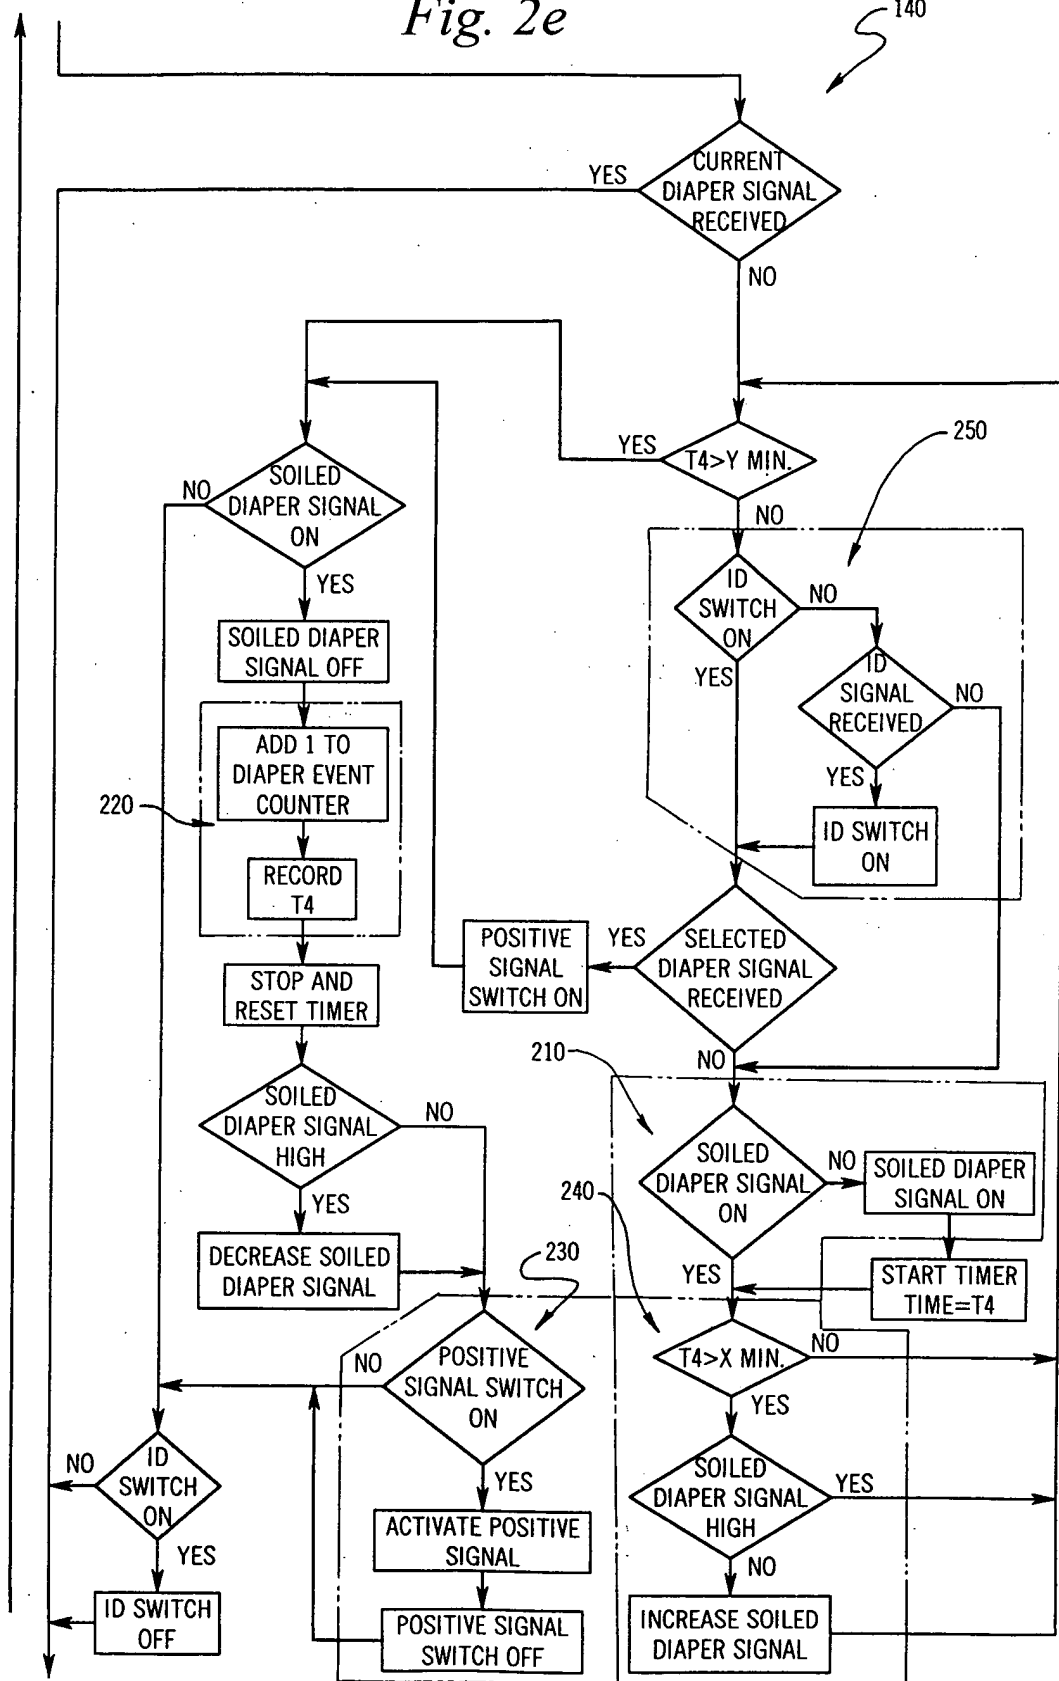 Fig. 2e
140
CURRENT
DIAPER SIGNAL
RECEIVED
YES
NO
T4>Y MIN.
YES
NO
250
SOILED
DIAPER SIGNAL
ON
NO
YES
ID
SWITCH
ON
NO
YES
ID
SIGNAL
RECEIVED
NO
YES
ID SWITCH
ON
SOILED DIAPER
SIGNAL OFF
220
ADD 1 TO
DIAPER EVENT
COUNTER
RECORD
T4
STOP AND
RESET TIMER
POSITIVE
SIGNAL
SWITCH ON
YES
SELECTED
DIAPER SIGNAL
RECEIVED
NO
210
SOILED
DIAPER SIGNAL
HIGH
NO
YES
DECREASE SOILED
DIAPER SIGNAL
SOILED
DIAPER SIGNAL
ON
NO
YES
SOILED DIAPER
SIGNAL ON
START TIMER
TIME=T4
240
230
POSITIVE
SIGNAL SWITCH
ON
NO
YES
T4>X MIN.
NO
YES
SOILED
DIAPER SIGNAL
HIGH
YES
NO
ID
SWITCH
ON
NO
YES
ID SWITCH
OFF
ACTIVATE POSITIVE
SIGNAL
POSITIVE SIGNAL
SWITCH OFF
INCREASE SOILED
DIAPER SIGNAL